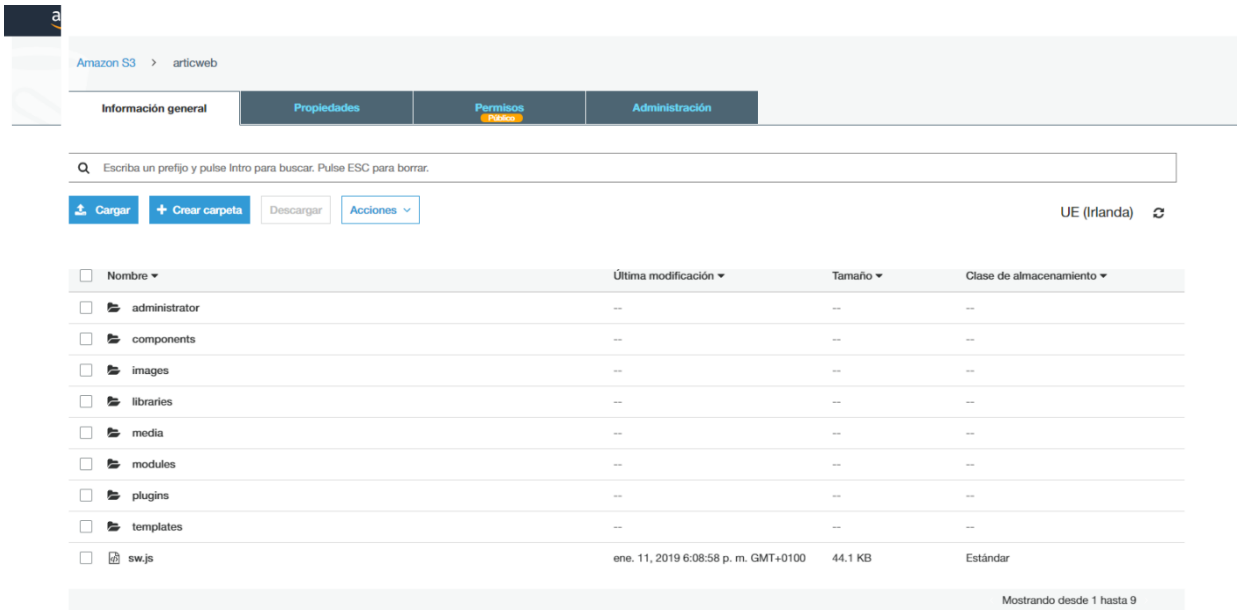 a
Amazon S3 > articweb
Información general Propiedades Permisos Administración
Público
Escriba un prefijo y pulse Intro para buscar. Pulse ESC para borrar.
Cargar + Crear carpeta Descargar Acciones UE (Irlanda)
Nombre Última modificación Tamaño Clase de almacenamiento
administrator -- -- --
components -- -- --
images -- -- --
libraries -- -- --
media -- -- --
modules -- -- --
plugins -- -- --
templates -- -- --
sw.js ene. 11, 2019 6:08:58 p. m. GMT+0100 44.1 KB Estándar
Mostrando desde 1 hasta 9